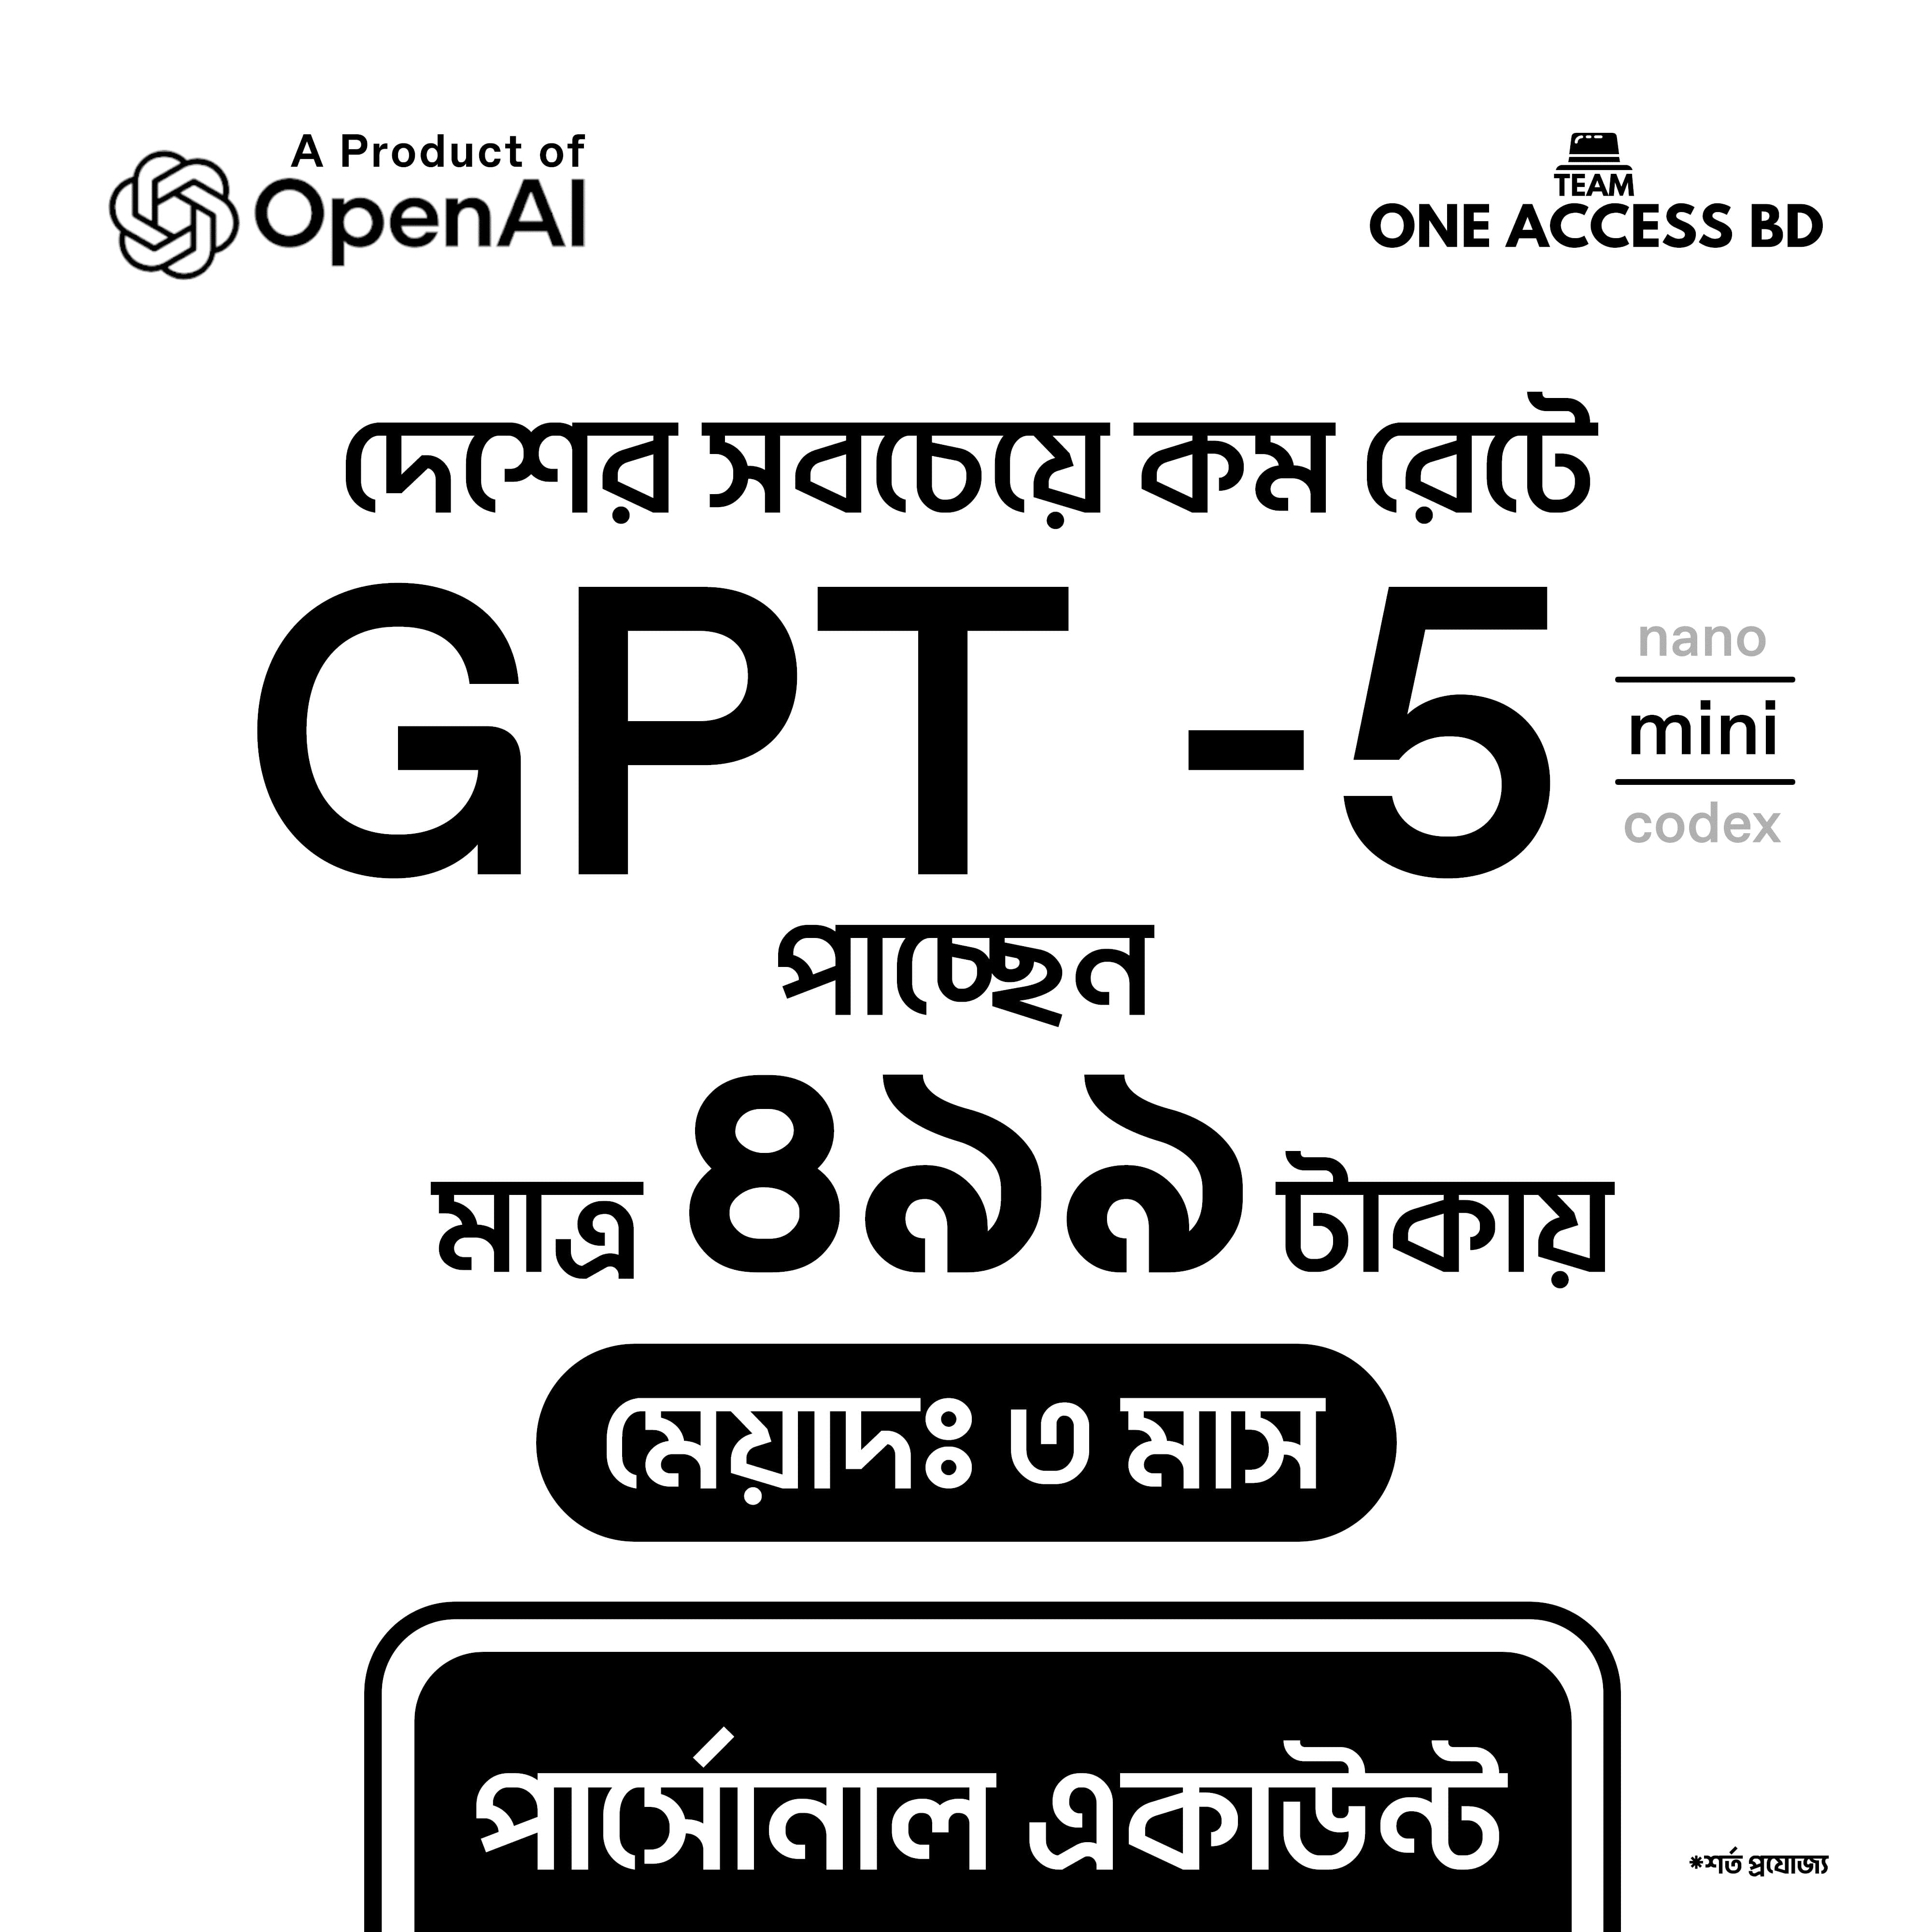 A Product of
OpenAI
TEAM
ONE ACCESS BD
দেশের সবচেয়ে কম রেটে
GPT -5
nano
mini
codex
পাচ্ছেন
মাত্র ৪৯৯ টাকায়
মেয়াদঃ ৩ মাস
পার্সোনাল একাউন্ট
*শর্ত প্রযোজ্য